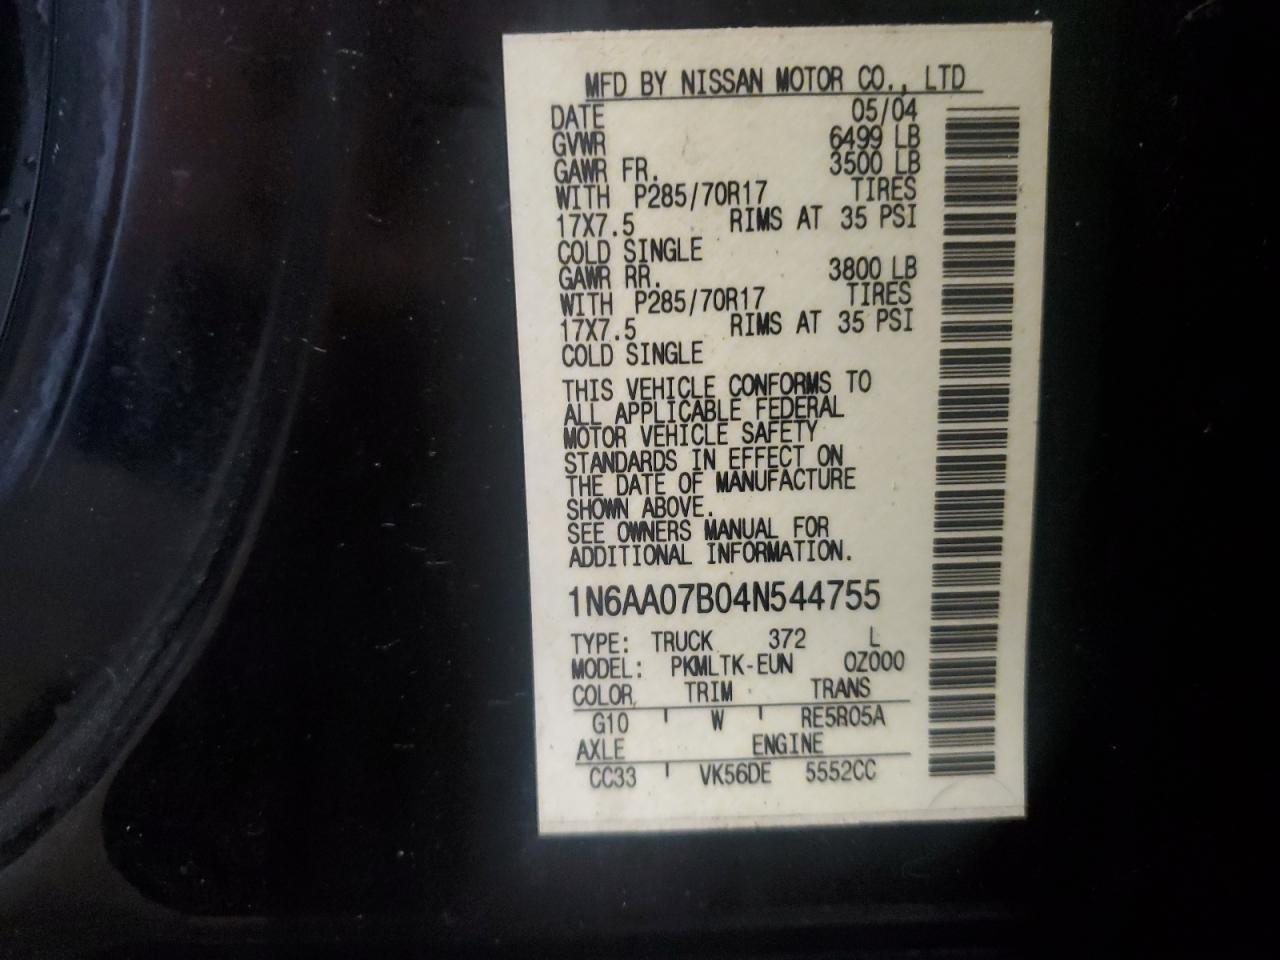 MFD BY NISSAN MOTOR CO., LTD
DATE 05/04
GVWR 6499 LB
GAWR FR. 3500 LB
WITH P285/70R17 TIRES
17X7.5 RIMS AT 35 PSI
COLD SINGLE
GAWR RR. 3800 LB
WITH P285/70R17 TIRES
17X7.5 RIMS AT 35 PSI
COLD SINGLE
THIS VEHICLE CONFORMS TO
ALL APPLICABLE FEDERAL
MOTOR VEHICLE SAFETY
STANDARDS IN EFFECT ON
THE DATE OF MANUFACTURE
SHOWN ABOVE.
SEE OWNERS MANUAL FOR
ADDITIONAL INFORMATION.
1N6AA07B04N544755
TYPE: TRUCK 372 L
MODEL: PKMLTK-EUN 0Z000
COLOR TRIM TRANS
G10 W RE5R05A
AXLE ENGINE
CC33 VK56DE 5552CC